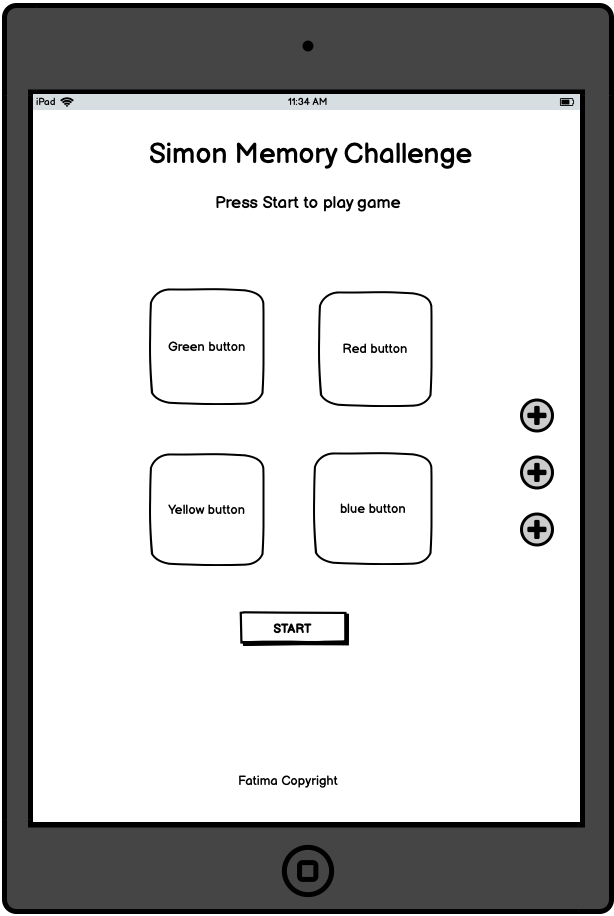 iPad 11:34 AM
Simon Memory Challenge
Press Start to play game
Green button
Red button
Yellow button
blue button
START
Fatima Copyright